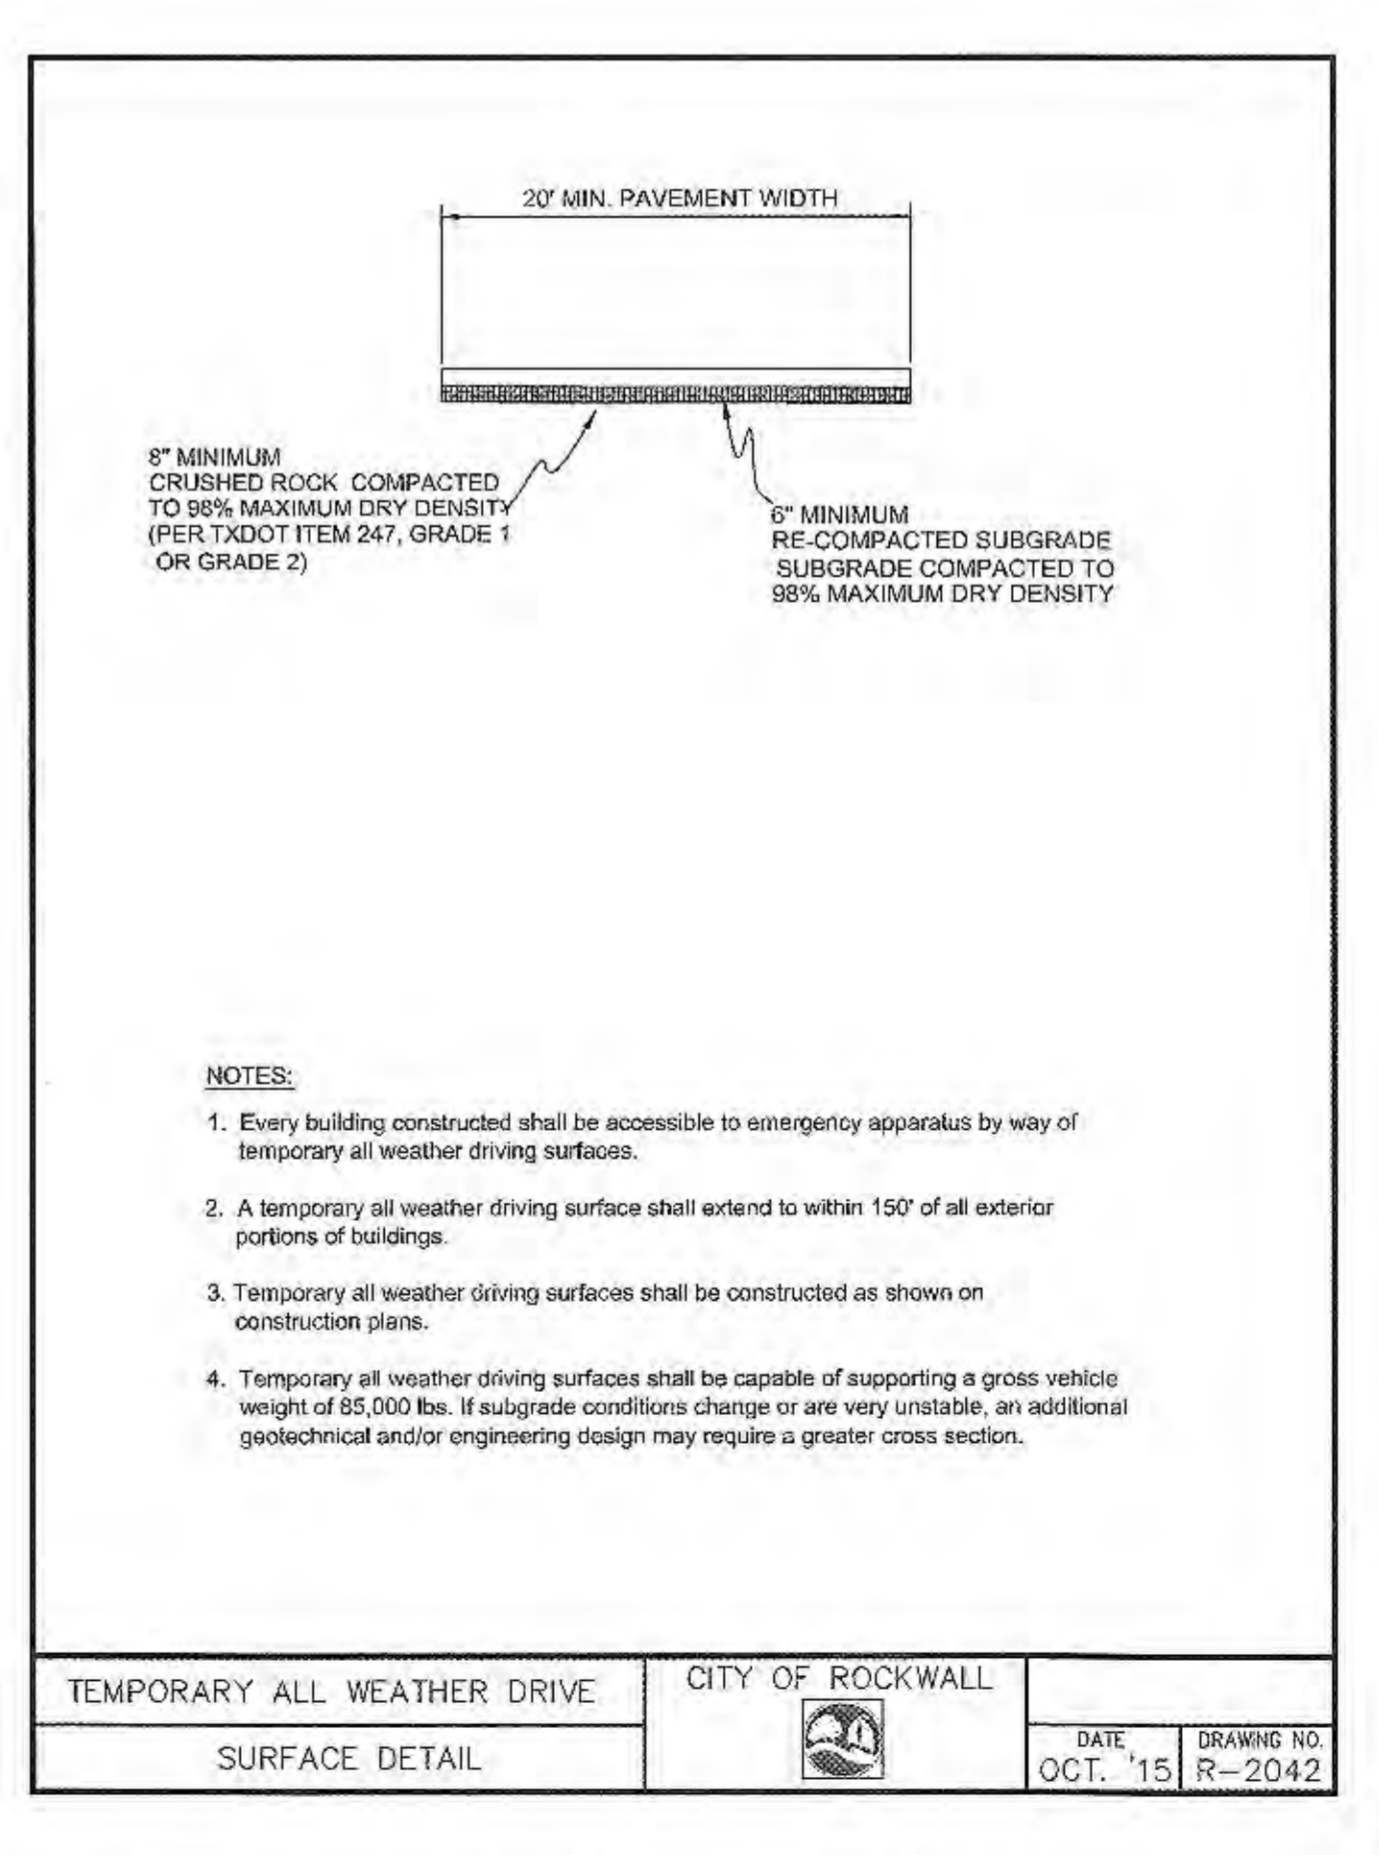 20' MIN. PAVEMENT WIDTH
8" MINIMUM
CRUSHED ROCK COMPACTED
TO 98% MAXIMUM DRY DENSITY
(PER TXDOT ITEM 247, GRADE 1
OR GRADE 2)
6" MINIMUM
RE-COMPACTED SUBGRADE
SUBGRADE COMPACTED TO
98% MAXIMUM DRY DENSITY
NOTES:
1. Every building constructed shall be accessible to emergency apparatus by way of
temporary all weather driving surfaces.
2. A temporary all weather driving surface shall extend to within 150' of all exterior
portions of buildings.
3. Temporary all weather driving surfaces shall be constructed as shown on
construction plans.
4. Temporary all weather driving surfaces shall be capable of supporting a gross vehicle
weight of 85,000 lbs. If subgrade conditions change or are very unstable, an additional
geotechnical and/or engineering design may require a greater cross section.
TEMPORARY ALL WEATHER DRIVE
SURFACE DETAIL
CITY OF ROCKWALL
DATE
OCT. '15
DRAWING NO.
R-2042